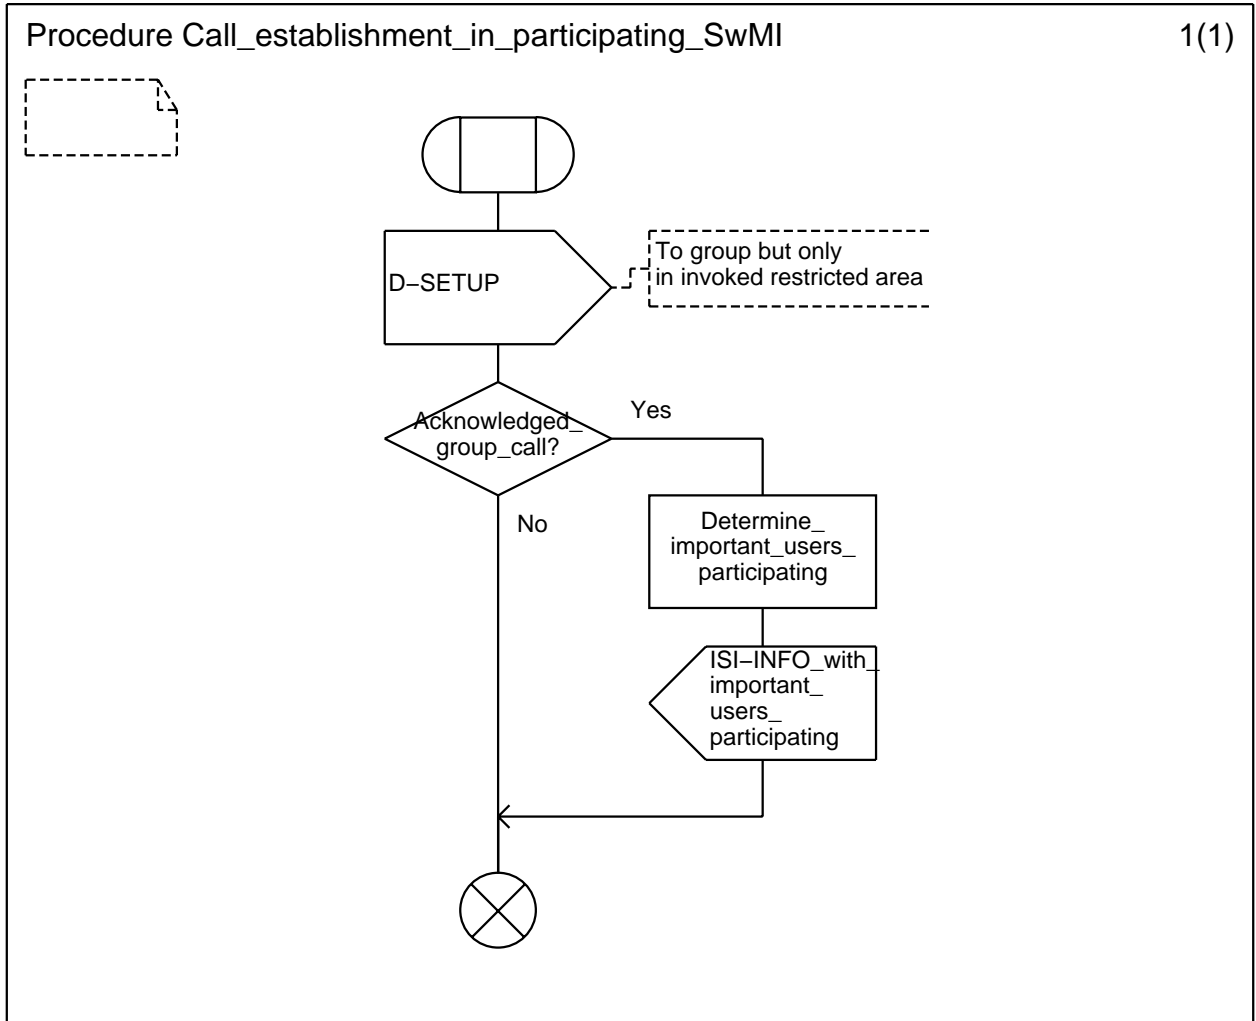 Procedure Call_establishment_in_participating_SwMI
1(1)
To group but only
in invoked restricted area
D−SETUP
Acknowledged_
group_call?
Yes
No
Determine_
important_users_
participating
ISI−INFO_with_
important_
users_
participating